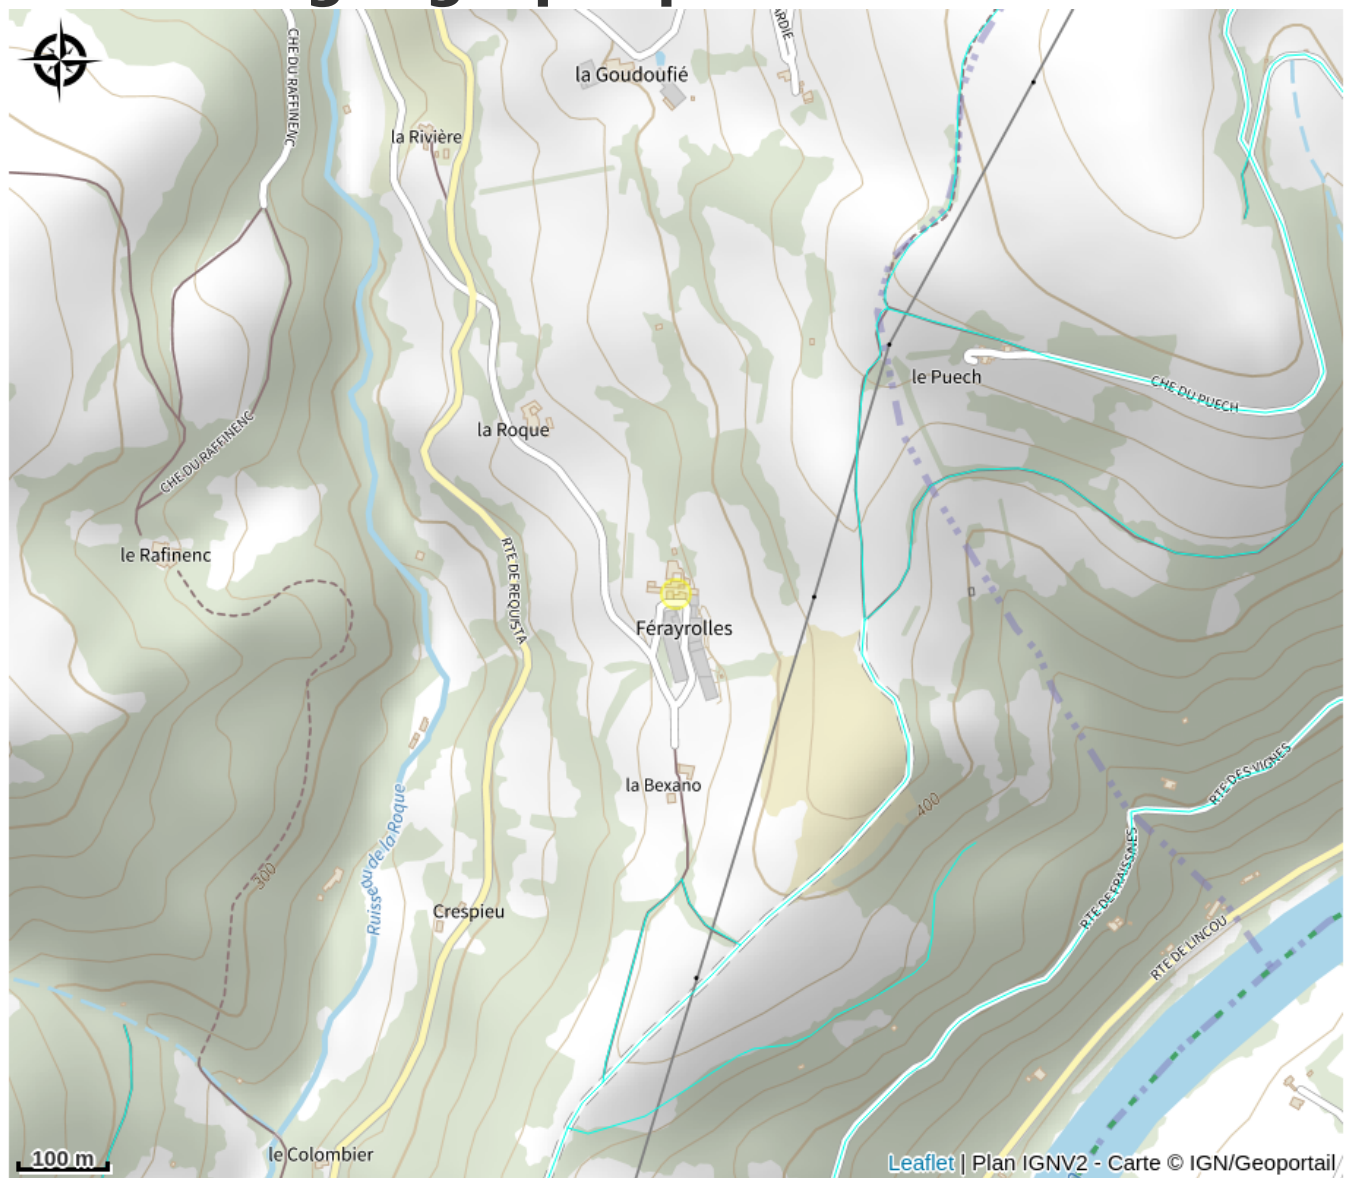 CHE DU RAFFINENC
ARDIE
la Goudoufié
la Rivière
le Puech
CHE DU PUECH
la Roque
CHE DU RAFFINENC
le Rafinenc
RTE DE REQUISTA
Férayrolles
la Bexano
400
RTE DES VIGNES
Ruisseau de la Roque
300
RTE DE FRAISSINES
Crespieu
RTE DE LINCOU
le Colombier
100 m
Leaflet | Plan IGNV2 - Carte © IGN/Geoportail